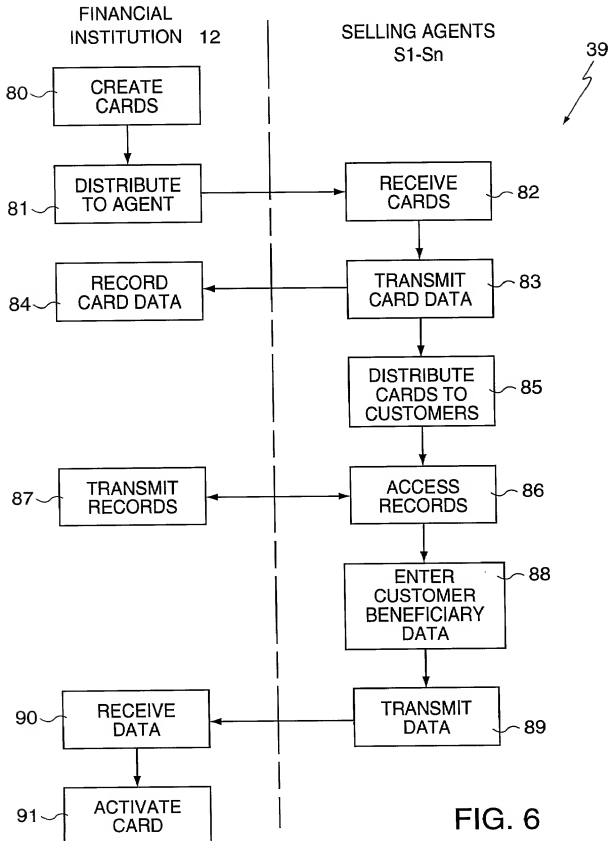 FINANCIAL
INSTITUTION 12
SELLING AGENTS
S1-Sn
39
80
CREATE
CARDS
81
DISTRIBUTE
TO AGENT
RECEIVE
CARDS
82
84
RECORD
CARD DATA
TRANSMIT
CARD DATA
83
DISTRIBUTE
CARDS TO
CUSTOMERS
85
87
TRANSMIT
RECORDS
ACCESS
RECORDS
86
ENTER
CUSTOMER
BENEFICIARY
DATA
88
90
RECEIVE
DATA
TRANSMIT
DATA
89
91
ACTIVATE
CARD
FIG. 6